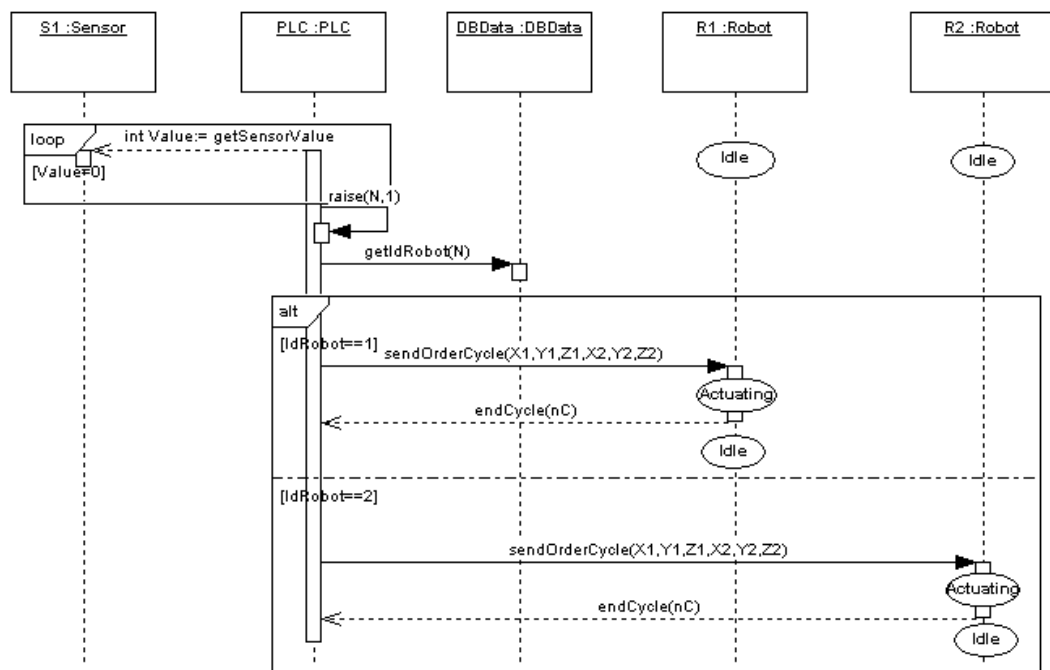 S1 :Sensor
PLC :PLC
DBData :DBData
R1 :Robot
R2 :Robot
loop
int Value:= getSensorValue
[Value=0]
Idle
Idle
raise(N,1)
getIdRobot(N)
alt
[IdRobot==1]
sendOrderCycle(X1,Y1,Z1,X2,Y2,Z2)
Actuating
endCycle(nC)
Idle
[IdRobot==2]
sendOrderCycle(X1,Y1,Z1,X2,Y2,Z2)
Actuating
endCycle(nC)
Idle